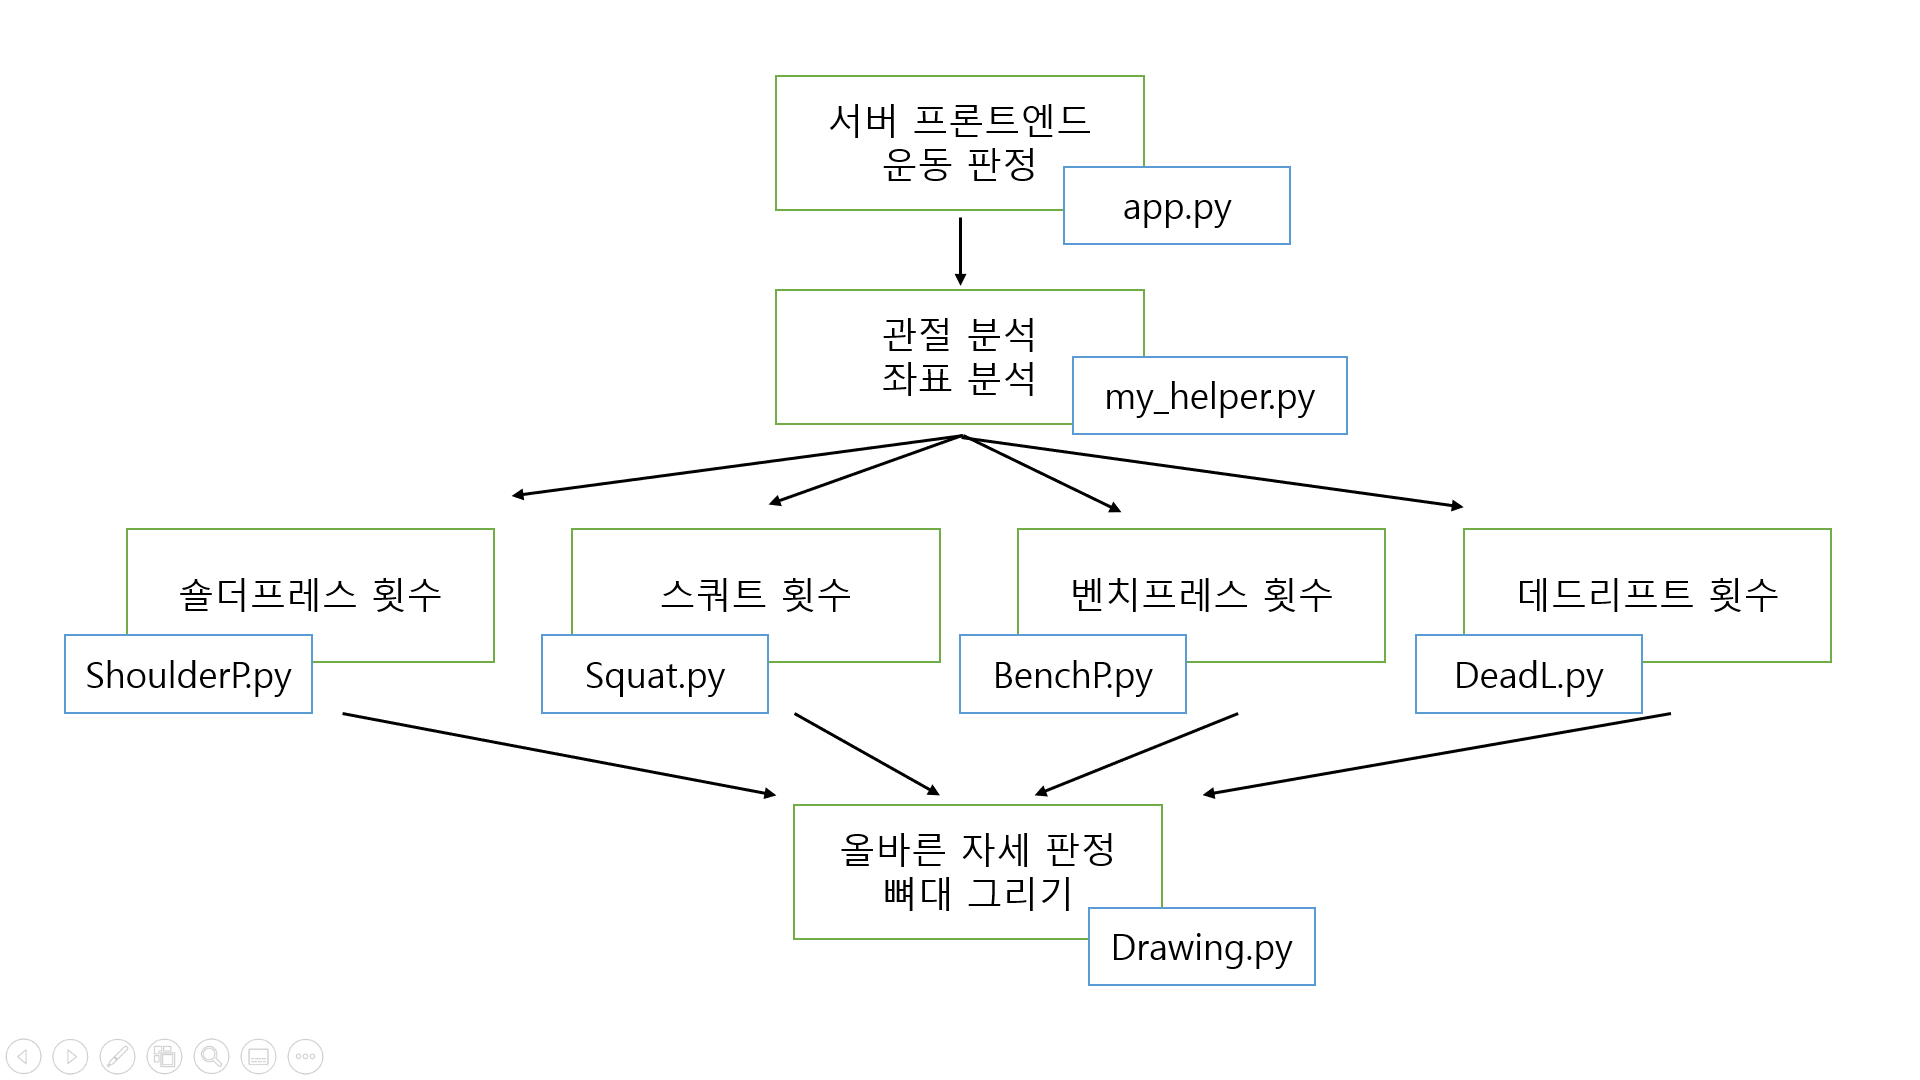 서버 프론트엔드
운동 판정
app.py
관절 분석
좌표 분석
my_helper.py
숄더프레스 횟수
ShoulderP.py
스쿼트 횟수
Squat.py
벤치프레스 횟수
BenchP.py
데드리프트 횟수
DeadL.py
올바른 자세 판정
뼈대 그리기
Drawing.py